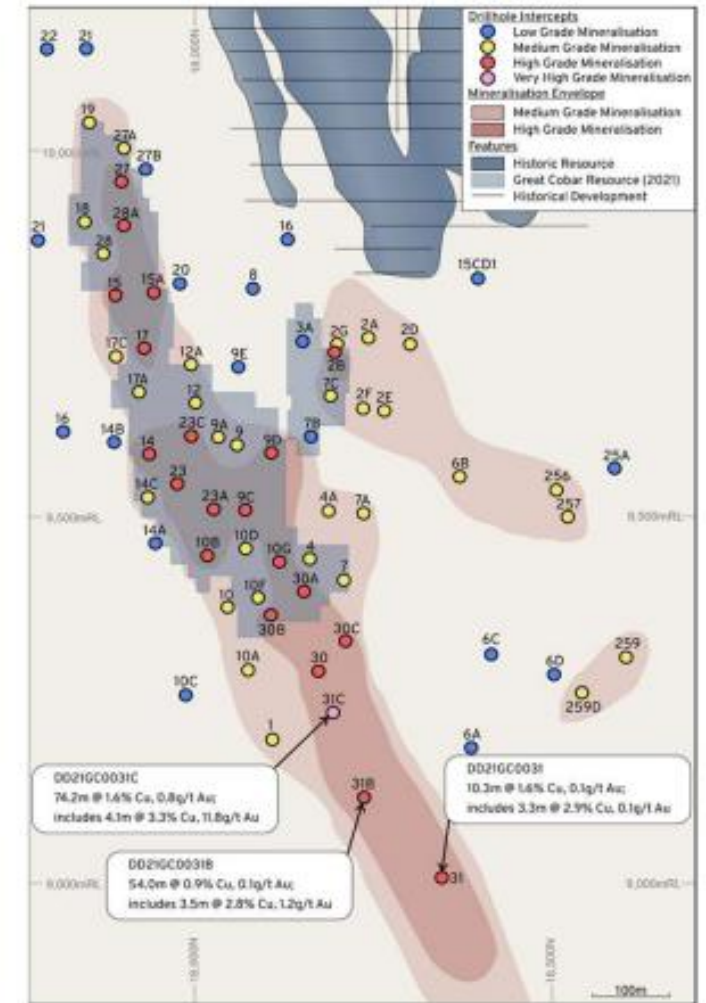 Drillhole Intercepts
Low Grade Mineralisation
Medium Grade Mineralisation
High Grade Mineralisation
Very High Grade Mineralisation
Mineralisation Envelope
Medium Grade Mineralisation
High Grade Mineralisation
Features
Historic Resource
Great Cobar Resource (2021)
Historical Development
22 21
19
27A
27B
27
18
28A
21
28
16
15CD1
15 15A 20 8
3A 2G 2A 2D
17C 17 2B
12A 9E
17A 12 7C 2F 2E
16 14B 23C 9A 9 7B
14 9D
25A
23 6B 256
14C 23A 9C 4A 7A 257
9,500mRL
9,500mRL
14A
10B 10D 10G 4
7
10 10F 30A
30B 30C
6C 259
10A 30 6D
10C 259D
31C
1 6A
DD21GC0031C
74.2m @ 1.6% Cu, 0.8g/t Au;
includes 4.1m @ 3.3% Cu, 11.8g/t Au
DD21GC0031
10.3m @ 1.6% Cu, 0.1g/t Au;
includes 3.3m @ 2.9% Cu, 0.1g/t Au
31B
DD21GC0031B
54.0m @ 0.9% Cu, 0.1g/t Au;
includes 3.5m @ 2.8% Cu, 1.2g/t Au
31
9,000mRL
9,000mRL
100m